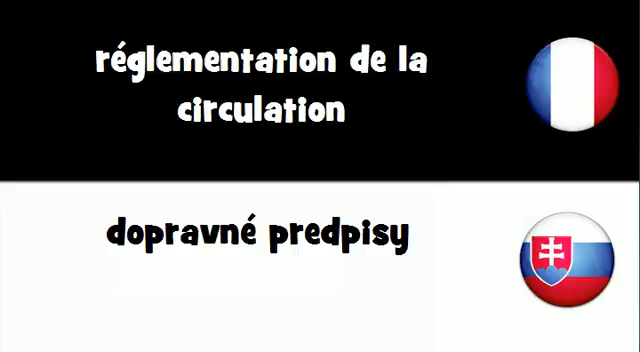 réglementation de la
circulation
dopravné predpisy